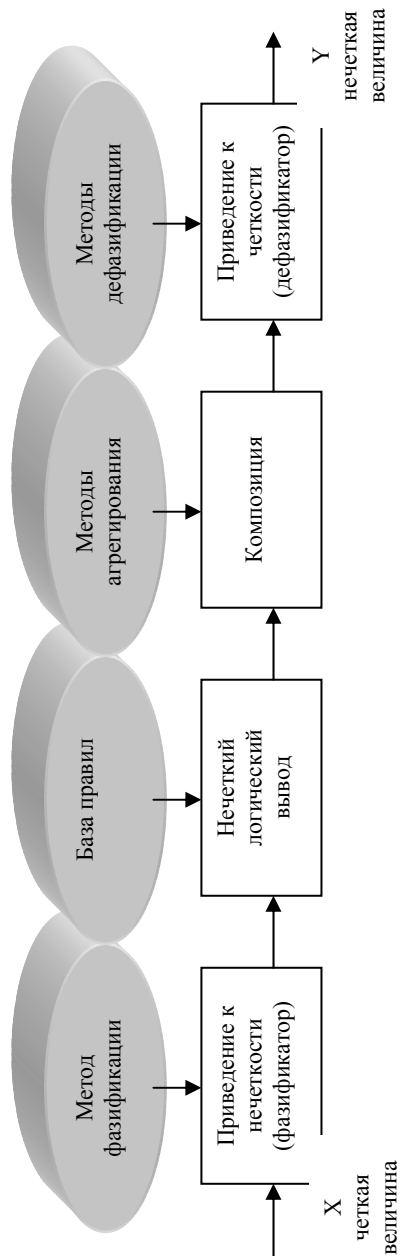 Метод
фазификации
База правил
Методы
агрегирования
Методы
дефазификации
Приведение к
нечеткости
(фазификатор)
Нечеткий
логический
вывод
Композиция
Приведение к
четкости
(дефазификатор)
X
четкая
величина
Y
нечеткая
величина